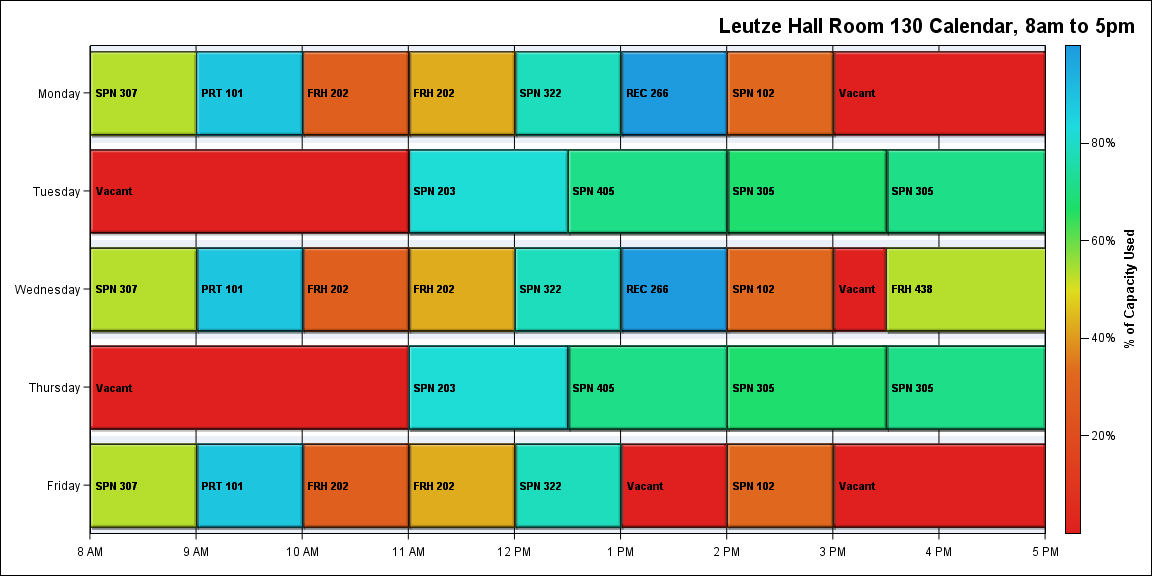 Leutze Hall Room 130 Calendar, 8am to 5pm
Monday
SPN 307
PRT 101
FRH 202
FRH 202
SPN 322
REC 266
SPN 102
Vacant
Tuesday
Vacant
SPN 203
SPN 405
SPN 305
SPN 305
Wednesday
SPN 307
PRT 101
FRH 202
FRH 202
SPN 322
REC 266
SPN 102
Vacant
FRH 438
Thursday
Vacant
SPN 203
SPN 405
SPN 305
SPN 305
Friday
SPN 307
PRT 101
FRH 202
FRH 202
SPN 322
Vacant
SPN 102
Vacant
8 AM
9 AM
10 AM
11 AM
12 PM
1 PM
2 PM
3 PM
4 PM
5 PM
80%
60%
40%
20%
% of Capacity Used